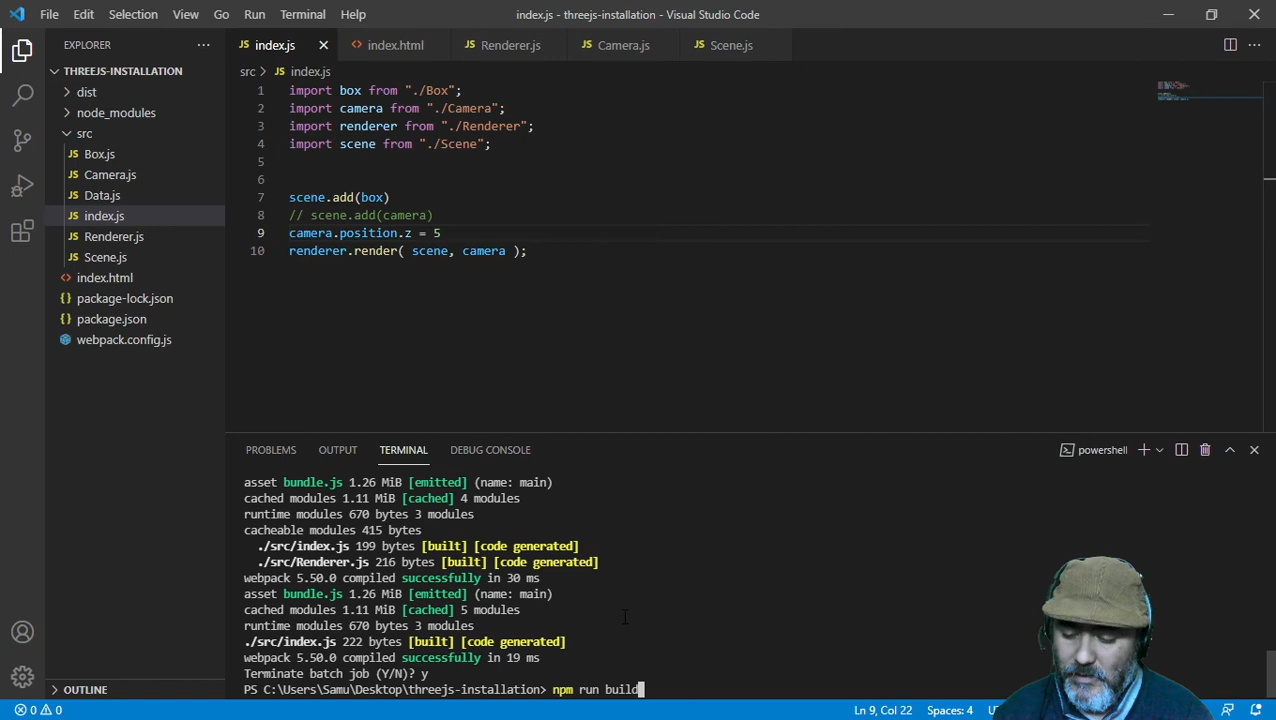 File Edit Selection View Go Run Terminal Help
index.js - threejs-installation - Visual Studio Code
EXPLORER
THREEJS-INSTALLATION
dist
node_modules
src
JS Box.js
JS Camera.js
JS Data.js
JS index.js
JS Renderer.js
JS Scene.js
index.html
package-lock.json
package.json
webpack.config.js
OUTLINE
JS index.js
index.html
JS Renderer.js
JS Camera.js
JS Scene.js
src > JS index.js
1 import box from "./Box";
2 import camera from "./Camera";
3 import renderer from "./Renderer";
4 import scene from "./Scene";
5
6
7 scene.add(box)
8 // scene.add(camera)
9 camera.position.z = 5
10 renderer.render( scene, camera );
PROBLEMS OUTPUT TERMINAL DEBUG CONSOLE
powershell
asset bundle.js 1.26 MiB [emitted] (name: main)
cached modules 1.11 MiB [cached] 4 modules
runtime modules 670 bytes 3 modules
cacheable modules 415 bytes
./src/index.js 199 bytes [built] [code generated]
./src/Renderer.js 216 bytes [built] [code generated]
webpack 5.50.0 compiled successfully in 30 ms
asset bundle.js 1.26 MiB [emitted] (name: main)
cached modules 1.11 MiB [cached] 5 modules
runtime modules 670 bytes 3 modules
./src/index.js 222 bytes [built] [code generated]
webpack 5.50.0 compiled successfully in 19 ms
Terminate batch job (Y/N)? y
PS C:\Users\Samu\Desktop\threejs-installation> npm run build
0 0
Ln 9, Col 22 Spaces: 4